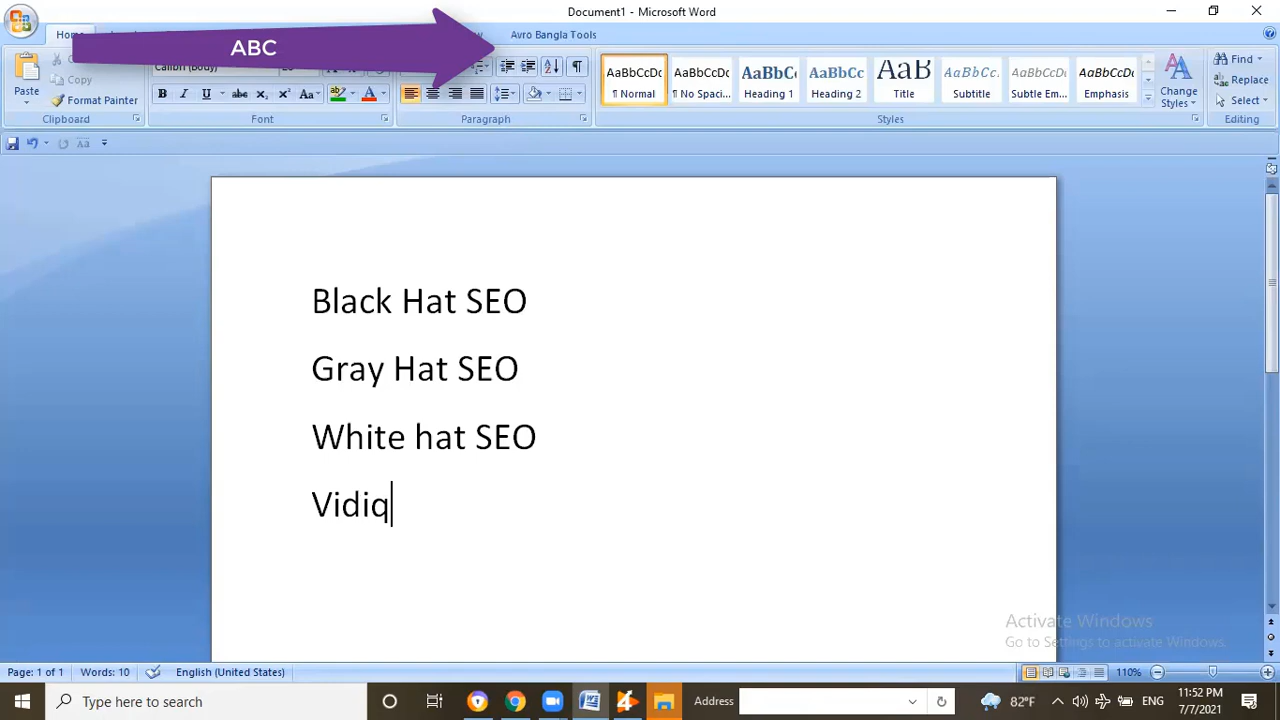 Document1 - Microsoft Word
ABC
Avro Bangla Tools
Paste
Copy
Format Painter
Clipboard
Font
Paragraph
AaBbCcDc AaBbCcDc AaBbC AaBbCc AaB AaBbCc. AaBbCcDc AaBbCcDc
¶ Normal ¶ No Spaci... Heading 1 Heading 2 Title Subtitle Subtle Em... Emphasis
Styles
Change Styles
Find
Replace
Select
Editing
Black Hat SEO
Gray Hat SEO
White hat SEO
Vidiq
Activate Windows
Go to Settings to activate Windows.
Page: 1 of 1 Words: 10 English (United States) 110%
Type here to search
Address
82°F
ENG
11:52 PM
7/7/2021